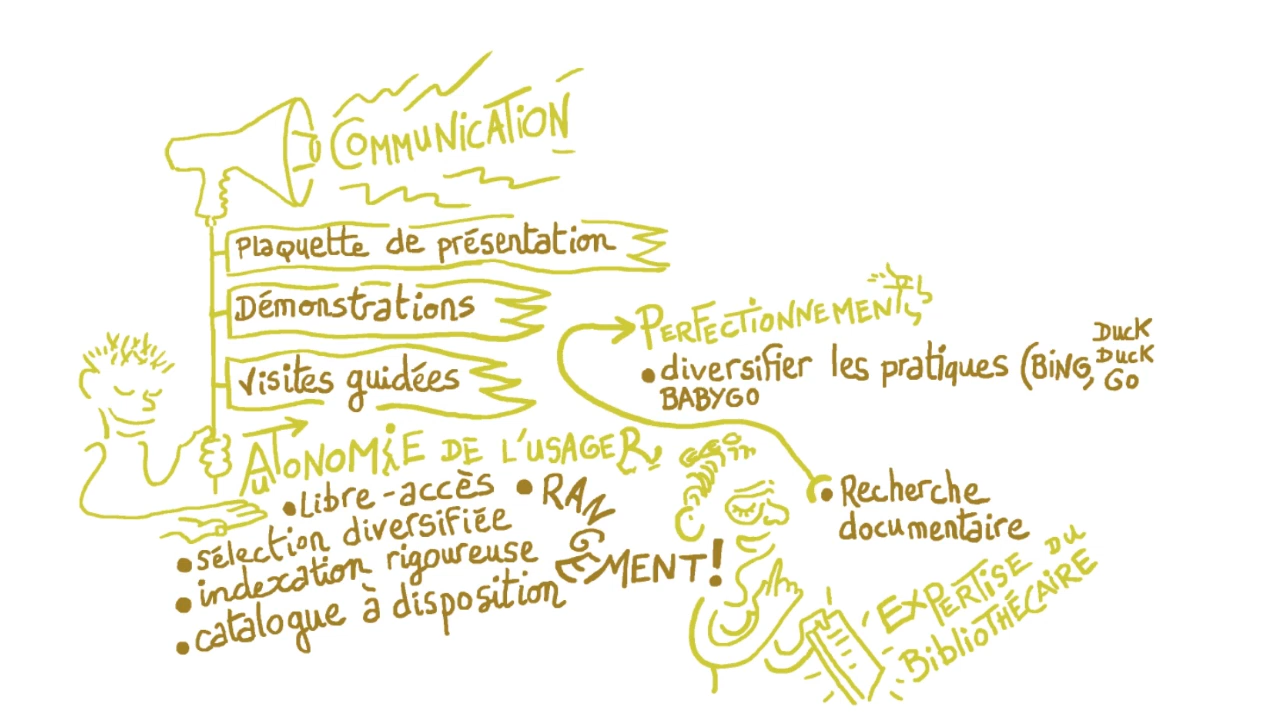 COMMUNICATION
Plaquette de présentation
Démonstrations
visites guidées
AUTONOMIE DE L'USAGER
• Libre-accès
• sélection diversifiée
• indexation rigoureuse
• catalogue à disposition
• RANGEMENT!
PERFECTIONNEMENTS
• diversifier les pratiques (BING, DUCK DUCK GO
BABYGO
• Recherche
documentaire
EXPERTISE DU
BIBLIOTHÉCAIRE